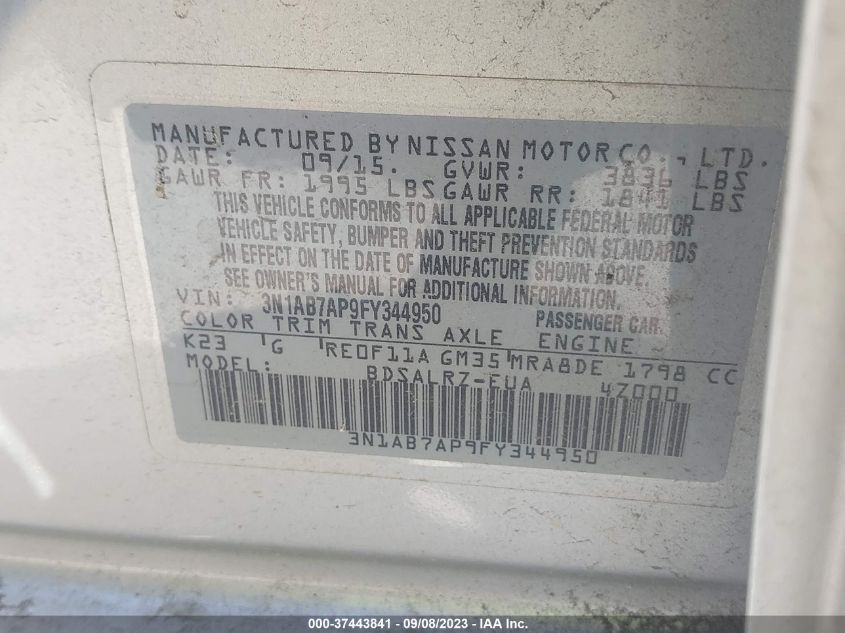 MANUFACTURED BY NISSAN MOTOR CO., LTD.
DATE: 09/15. GVWR: 3836 LBS
GAWR FR: 1995 LBS GAWR RR: 1841 LBS
THIS VEHICLE CONFORMS TO ALL APPLICABLE FEDERAL MOTOR
VEHICLE SAFETY, BUMPER AND THEFT PREVENTION STANDARDS
IN EFFECT ON THE DATE OF MANUFACTURE SHOWN ABOVE.
SEE OWNER'S MANUAL FOR ADDITIONAL INFORMATION.
VIN: 3N1AB7AP9FY344950 PASSENGER CAR.
COLOR TRIM TRANS AXLE ENGINE
K23 G RE0F11A GM35 MRA8DE 1798 CC
MODEL: BDSALRZ-EUA 4Z000
3N1AB7AP9FY344950
000-37443841 - 09/08/2023 - © IAA Inc.